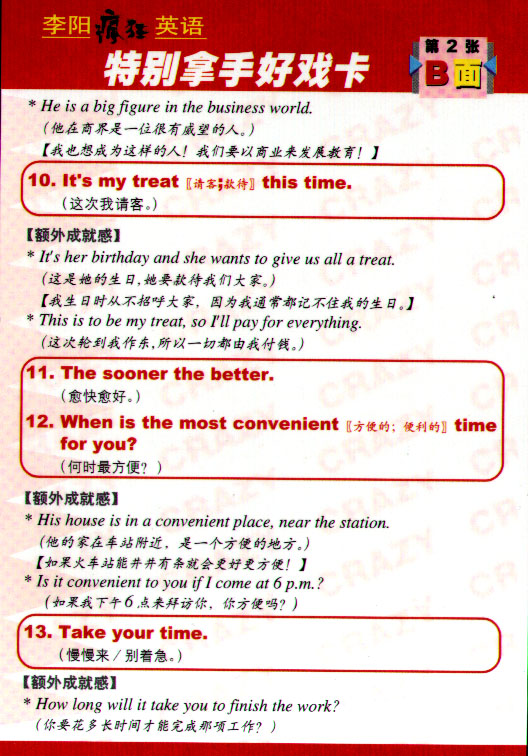 李阳疯狂英语
特别拿手好戏卡
第2张
B面
* He is a big figure in the business world.
(他在商界是一位很有威望的人。)
【我也想成为这样的人！我们要以商业来发展教育！】
10. It's my treat〖请客;款待〗this time.
(这次我请客。)
【额外成就感】
* It's her birthday and she wants to give us all a treat.
(这是她的生日,她要款待我们大家。)
【我生日时从不招呼大家，因为我通常都记不住我的生日。】
* This is to be my treat, so I'll pay for everything.
(这次轮到我作东,所以一切都由我付钱。)
11. The sooner the better.
(愈快愈好。)
12. When is the most convenient〖方便的；便利的〗time
for you?
(何时最方便？)
【额外成就感】
* His house is in a convenient place, near the station.
(他的家在车站附近，是一个方便的地方。)
【如果火车站能井井有条就会更好更方便！】
* Is it convenient to you if I come at 6 p.m.?
(如果我下午6点来拜访你，你方便吗？)
13. Take your time.
(慢慢来/别着急。)
【额外成就感】
* How long will it take you to finish the work?
(你要花多长时间才能完成那项工作？)
CRAZY